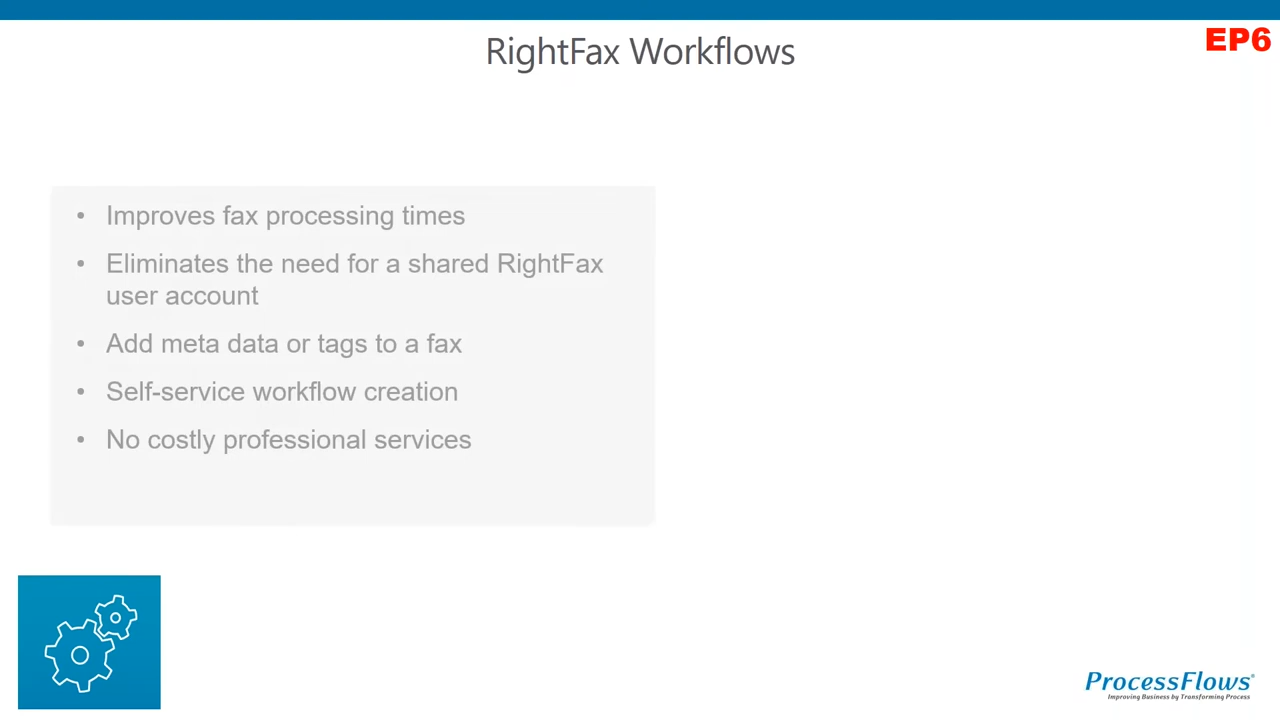 RightFax Workflows
EP6
• Improves fax processing times
• Eliminates the need for a shared RightFax
user account
• Add meta data or tags to a fax
• Self-service workflow creation
• No costly professional services
ProcessFlows®
Improving Business by Transforming Process